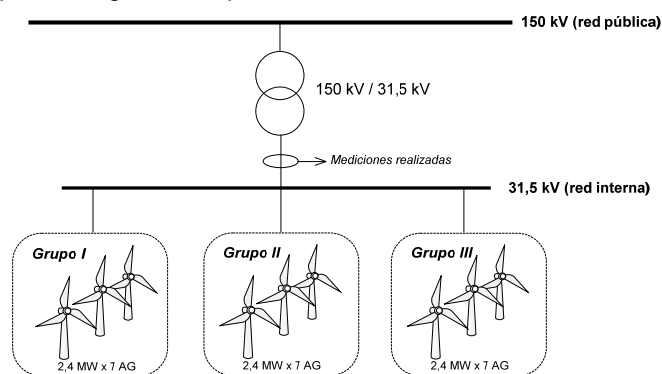 150 kV (red pública)
150 kV / 31,5 kV
Mediciones realizadas
31,5 kV (red interna)
Grupo I
Grupo II
Grupo III
2,4 MW x 7 AG
2,4 MW x 7 AG
2,4 MW x 7 AG